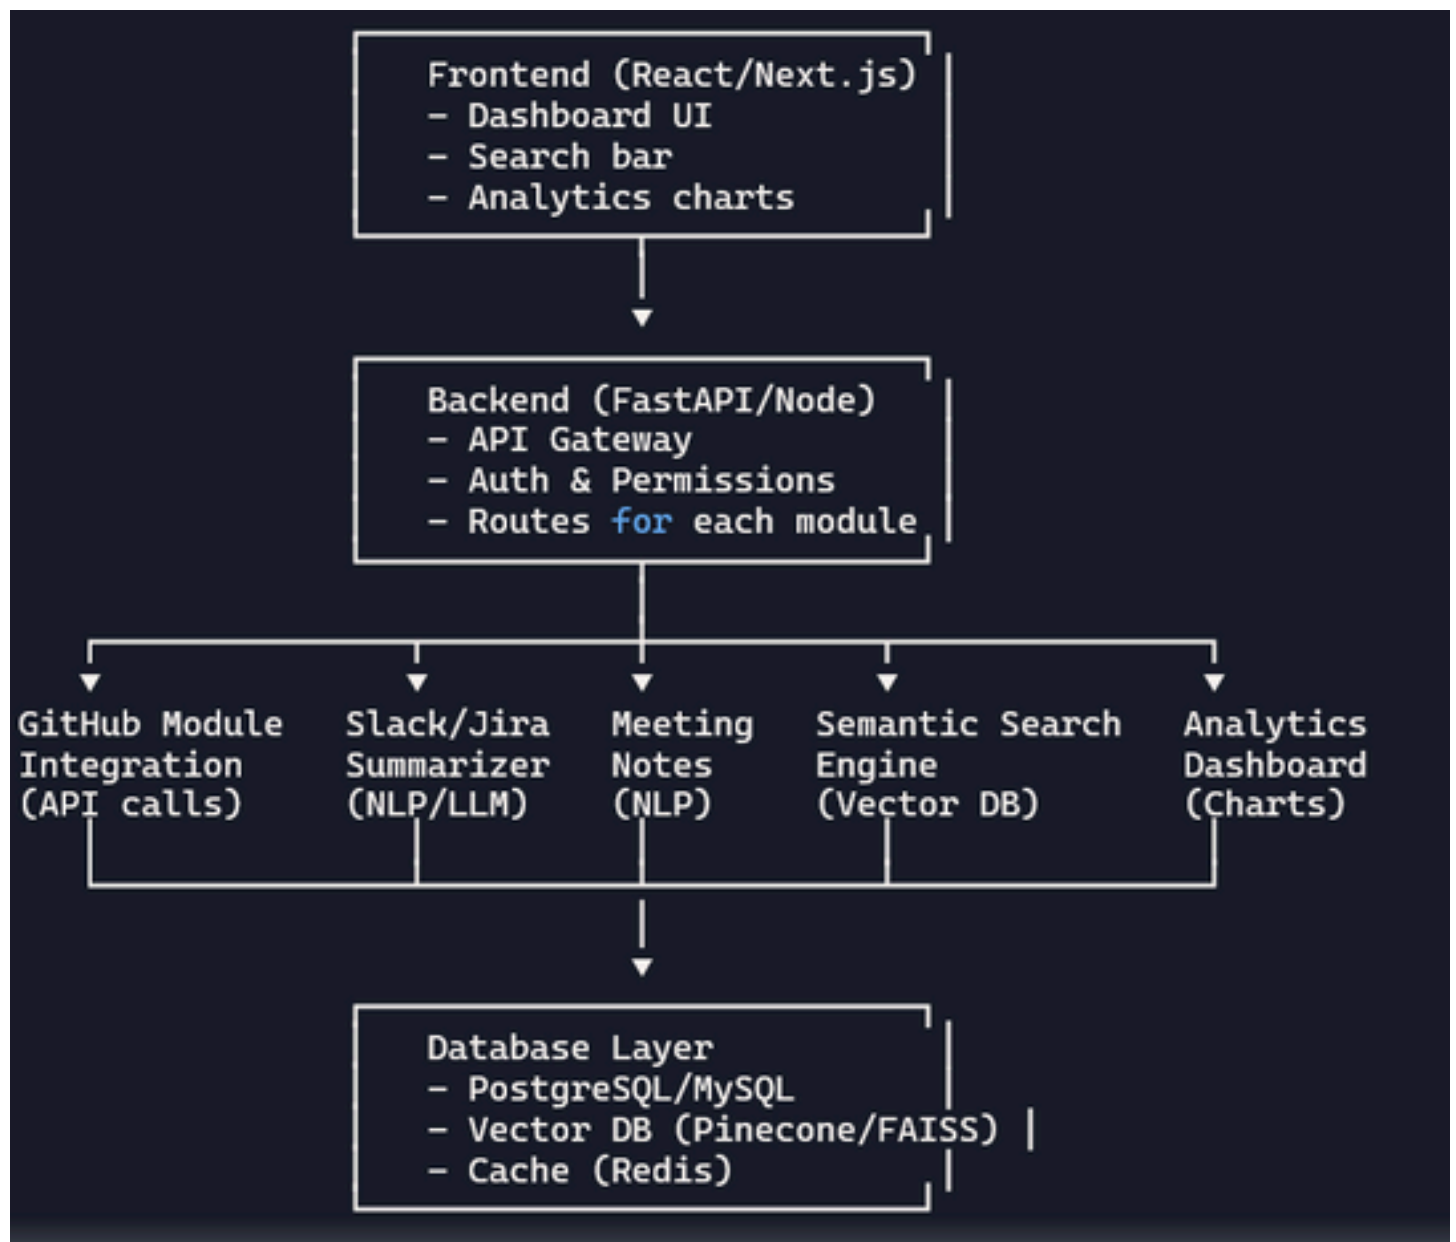 Frontend (React/Next.js)
- Dashboard UI
- Search bar
- Analytics charts
Backend (FastAPI/Node)
- API Gateway
- Auth & Permissions
- Routes for each module
GitHub Module
Integration
(API calls)
Slack/Jira
Summarizer
(NLP/LLM)
Meeting
Notes
(NLP)
Semantic Search
Engine
(Vector DB)
Analytics
Dashboard
(Charts)
Database Layer
- PostgreSQL/MySQL
- Vector DB (Pinecone/FAISS)
- Cache (Redis)